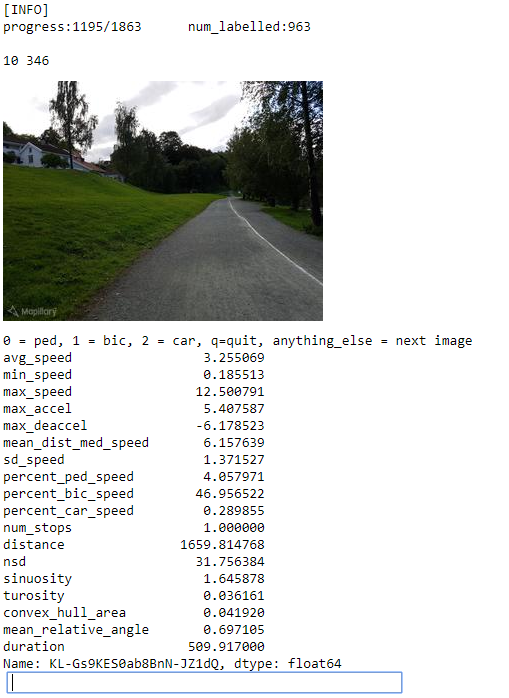 [INFO]
progress:1195/1863      num_labelled:963
10 346
Mapillary
0 = ped, 1 = bic, 2 = car, q=quit, anything_else = next image
avg_speed                 3.255069
min_speed                 0.185513
max_speed                12.500791
max_accel                 5.407587
max_deaccel              -6.178523
mean_dist_med_speed       6.157639
sd_speed                  1.371527
percent_ped_speed         4.057971
percent_bic_speed        46.956522
percent_car_speed         0.289855
num_stops                 1.000000
distance               1659.814768
nsd                      31.756384
sinuosity                 1.645878
turosity                  0.036161
convex_hull_area          0.041920
mean_relative_angle       0.697105
duration                509.917000
Name: KL-Gs9KES0ab8BnN-JZ1dQ, dtype: float64